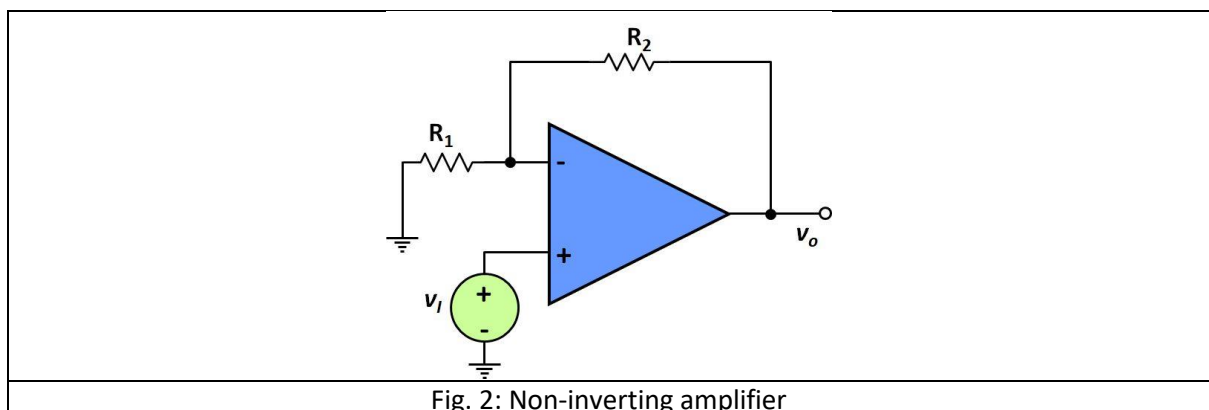 R2
R1
-
+
vo
vI
+
-
Fig. 2: Non-inverting amplifier